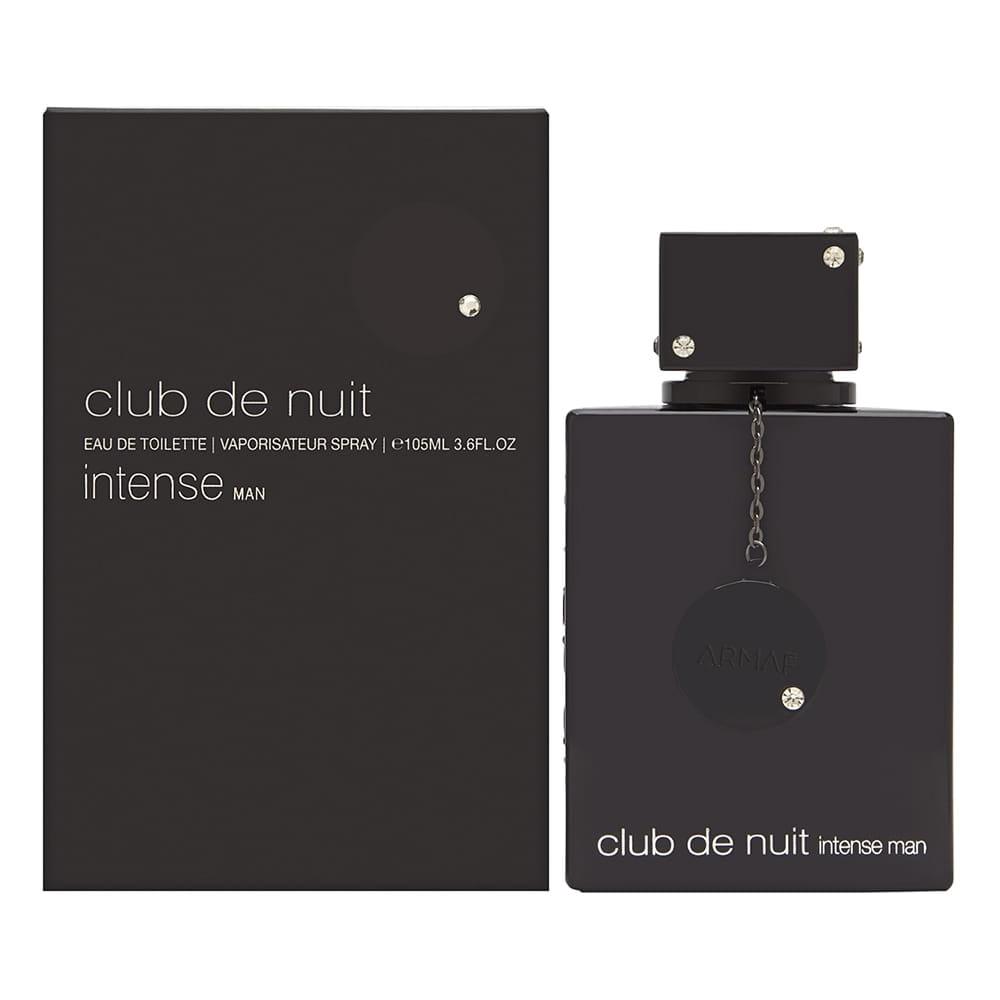 club de nuit
EAU DE TOILETTE | VAPORISATEUR SPRAY | ℮105ML 3.6FL.OZ
intense MAN
ARMAF
club de nuit intense man